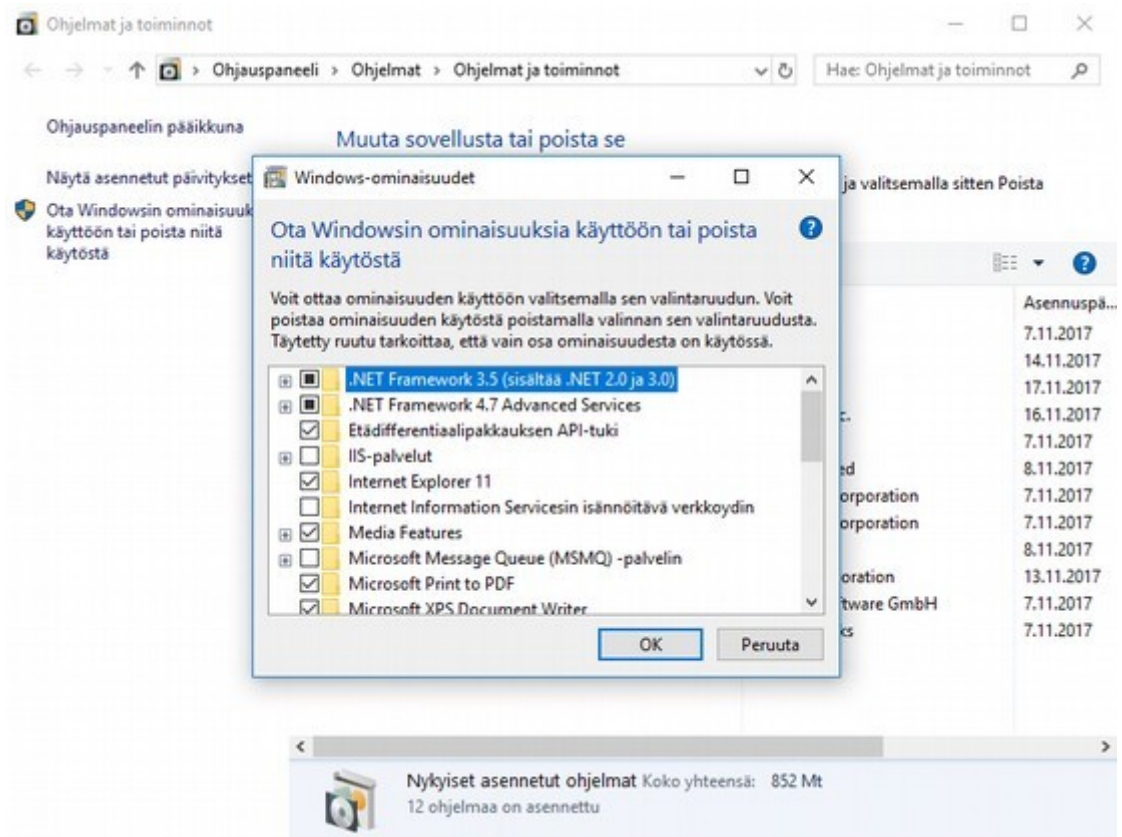 Ohjelmat ja toiminnot
Ohjauspaneeli › Ohjelmat › Ohjelmat ja toiminnot
Hae: Ohjelmat ja toiminnot
Ohjauspaneelin pääikkuna
Näytä asennetut päivitykset
Ota Windowsin ominaisuuk
käyttöön tai poista niitä
käytöstä
Muuta sovellusta tai poista se
ja valitsemalla sitten Poista
Windows-ominaisuudet
Ota Windowsin ominaisuuksia käyttöön tai poista
niitä käytöstä
Voit ottaa ominaisuuden käyttöön valitsemalla sen valintaruudun. Voit
poistaa ominaisuuden käytöstä poistamalla valinnan sen valintaruudusta.
Täytetty ruutu tarkoittaa, että vain osa ominaisuudesta on käytössä.
.NET Framework 3.5 (sisältää .NET 2.0 ja 3.0)
.NET Framework 4.7 Advanced Services
Etädifferentiaalipakkauksen API-tuki
IIS-palvelut
Internet Explorer 11
Internet Information Servicesin isännöitävä verkkoydin
Media Features
Microsoft Message Queue (MSMQ) -palvelin
Microsoft Print to PDF
Microsoft XPS Document Writer
OK
Peruuta
Asennuspä...
7.11.2017
14.11.2017
17.11.2017
c. 16.11.2017
7.11.2017
ed 8.11.2017
orporation 7.11.2017
orporation 7.11.2017
8.11.2017
oration 13.11.2017
tware GmbH 7.11.2017
ks 7.11.2017
Nykyiset asennetut ohjelmat Koko yhteensä: 852 Mt
12 ohjelmaa on asennettu